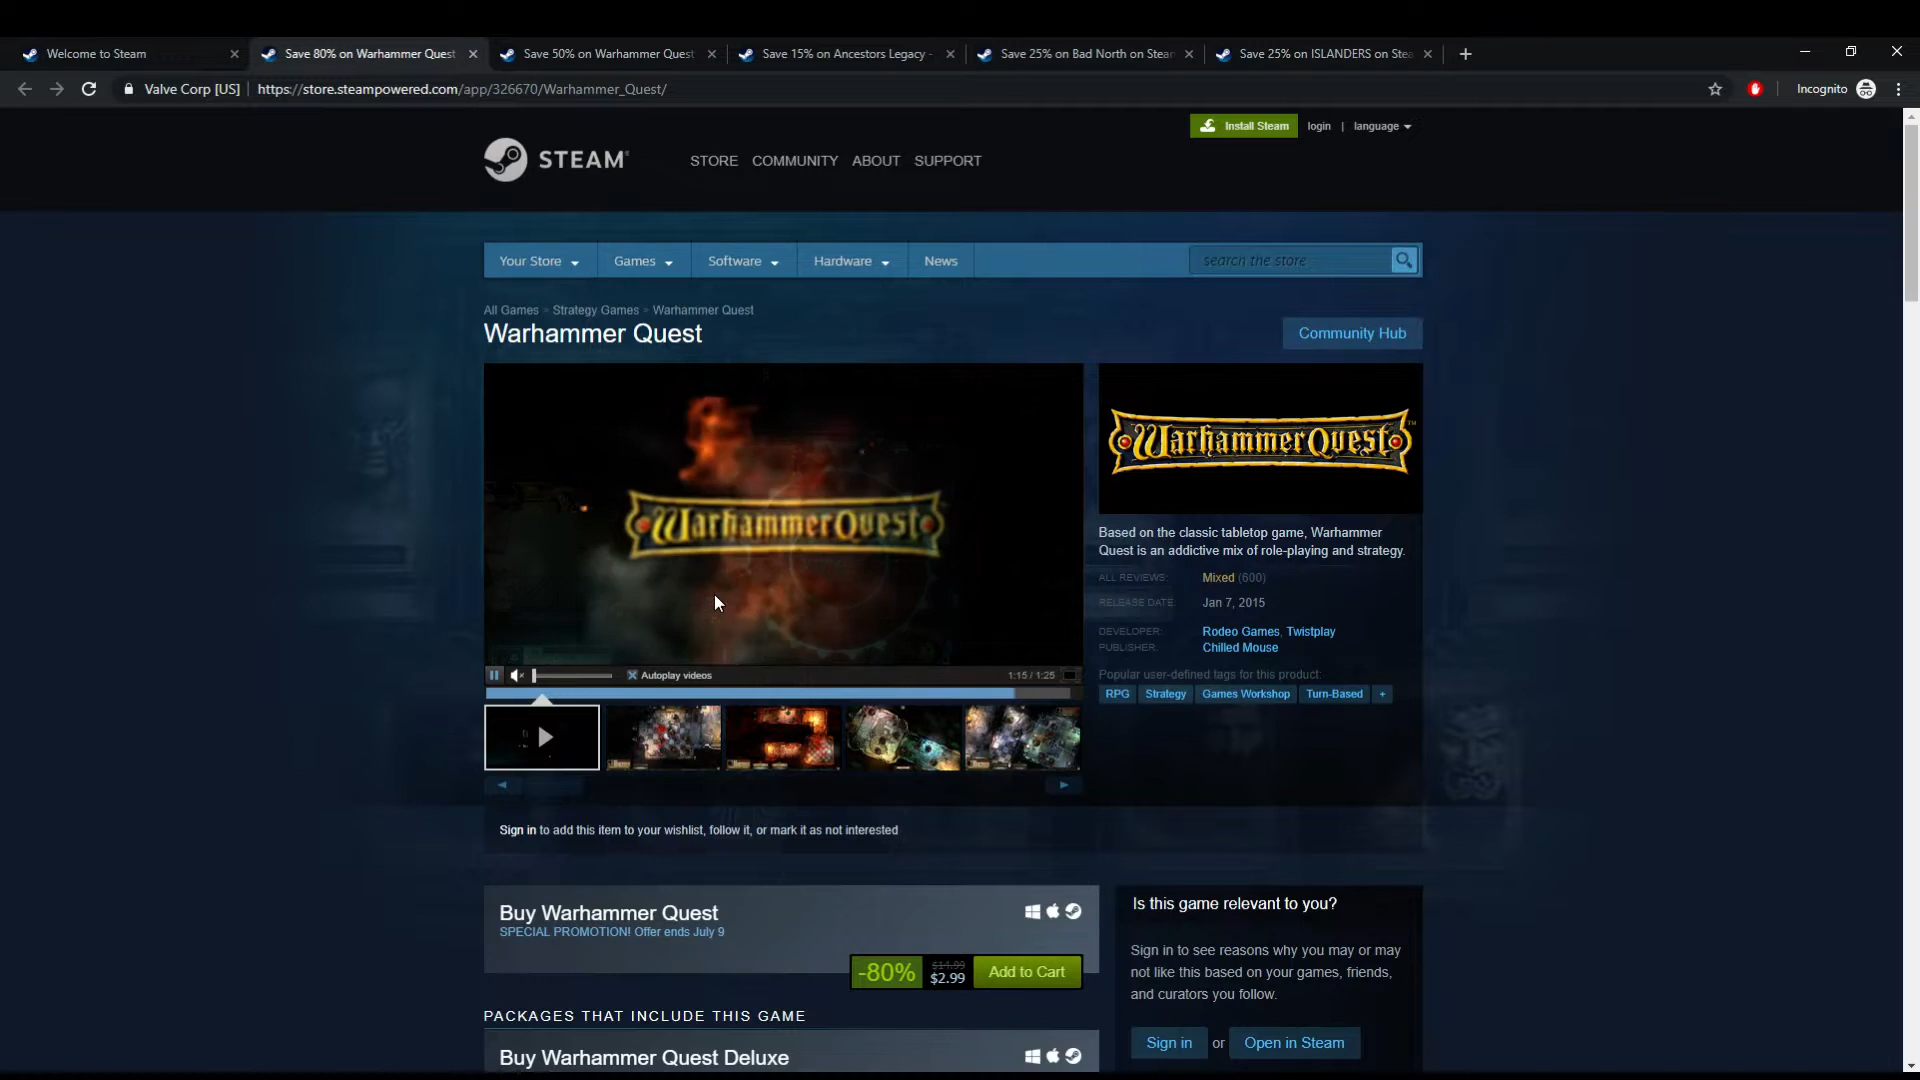 Welcome to Steam
Save 80% on Warhammer Quest
Save 50% on Warhammer Quest
Save 15% on Ancestors Legacy -
Save 25% on Bad North on Stean
Save 25% on ISLANDERS on Stea
Valve Corp [US] | https://store.steampowered.com/app/326670/Warhammer_Quest/
Incognito
Install Steam
login | language
STEAM
STORE COMMUNITY ABOUT SUPPORT
Your Store Games Software Hardware News
search the store
All Games > Strategy Games > Warhammer Quest
Warhammer Quest
Community Hub
WarhammerQuest
WarhammerQuest™
Based on the classic tabletop game, Warhammer
Quest is an addictive mix of role-playing and strategy.
ALL REVIEWS: Mixed (600)
RELEASE DATE: Jan 7, 2015
DEVELOPER: Rodeo Games, Twistplay
PUBLISHER: Chilled Mouse
Popular user-defined tags for this product:
RPG Strategy Games Workshop Turn-Based +
Autoplay videos
1:15 / 1:25
Sign in to add this item to your wishlist, follow it, or mark it as not interested
Buy Warhammer Quest
SPECIAL PROMOTION! Offer ends July 9
-80% $14.99 $2.99 Add to Cart
Is this game relevant to you?
Sign in to see reasons why you may or may
not like this based on your games, friends,
and curators you follow.
Sign in or Open in Steam
PACKAGES THAT INCLUDE THIS GAME
Buy Warhammer Quest Deluxe